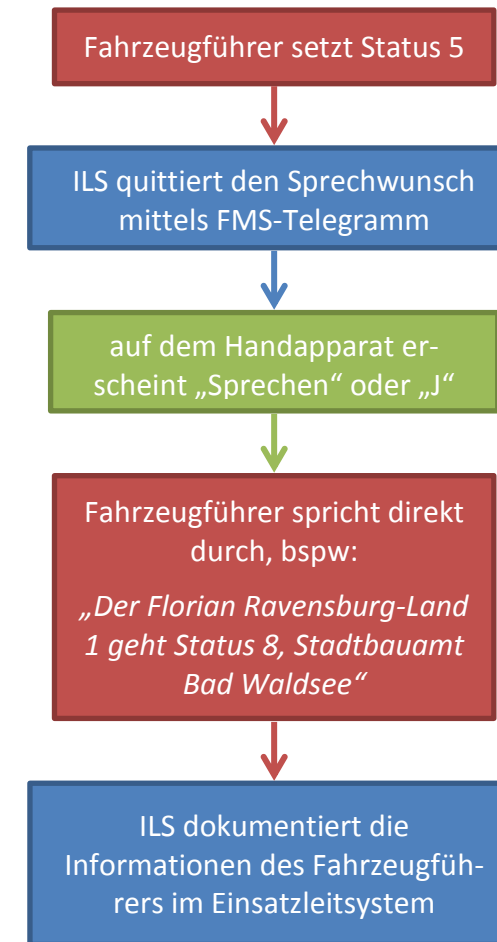 Fahrzeugführer setzt Status 5
ILS quittiert den Sprechwunsch
mittels FMS-Telegramm
auf dem Handapparat er-
scheint „Sprechen“ oder „J“
Fahrzeugführer spricht direkt
durch, bspw:
„Der Florian Ravensburg-Land
1 geht Status 8, Stadtbauamt
Bad Waldsee“
ILS dokumentiert die
Informationen des Fahrzeugfüh-
rers im Einsatzleitsystem